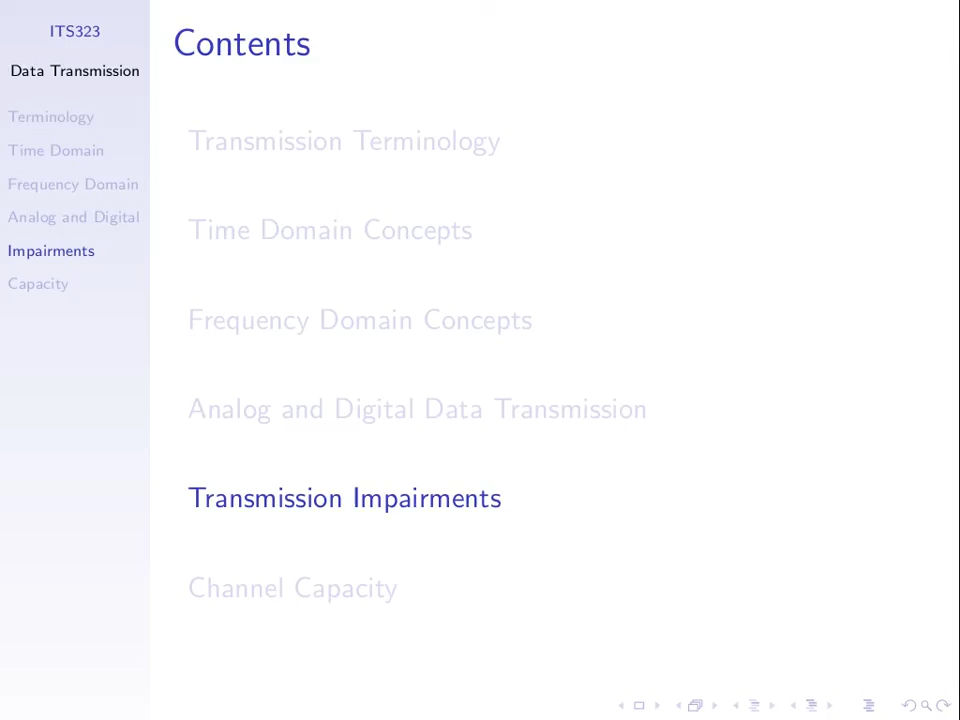 ITS323
Data Transmission
Terminology
Time Domain
Frequency Domain
Analog and Digital
Impairments
Capacity
Contents
Transmission Terminology
Time Domain Concepts
Frequency Domain Concepts
Analog and Digital Data Transmission
Transmission Impairments
Channel Capacity